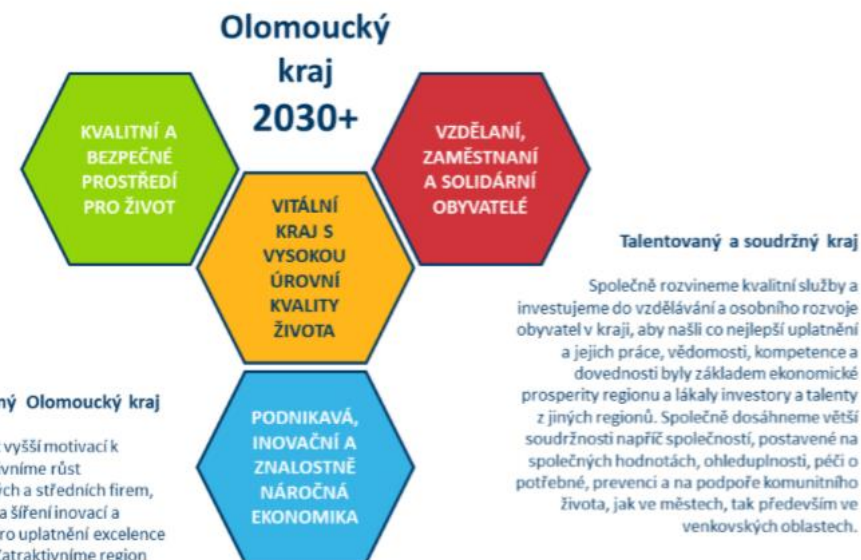 Olomoucký
kraj
2030+
KVALITNÍ A
BEZPEČNÉ
PROSTŘEDÍ
PRO ŽIVOT
VZDĚLANÍ,
ZAMĚSTNANÍ
A SOLIDÁRNÍ
OBYVATELÉ
VITÁLNÍ
KRAJ S
VYSOKOU
ÚROVNÍ
KVALITY
ŽIVOTA
Talentovaný a soudržný kraj
Společně rozvineme kvalitní služby a
investujeme do vzdělávání a osobního rozvoje
obyvatel v kraji, aby našli co nejlepší uplatnění
a jejich práce, vědomosti, kompetence a
dovednosti byly základem ekonomické
prosperity regionu a lákaly investory a talenty
z jiných regionů. Společně dosáhneme větší
soudržnosti napříč společností, postavené na
společných hodnotách, ohleduplnosti, péči o
potřebné, prevenci a na podpoře komunitního
života, jak ve městech, tak především ve
venkovských oblastech.
Olomoucký kraj
vyšší motivací k
růst
a středních firem,
a šíření inovací a
uplatnění excelence
region
PODNIKAVÁ,
INOVAČNÍ A
ZNALOSTNĚ
NÁROČNÁ
EKONOMIKA